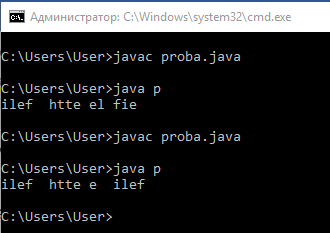 Администратор: C:\Windows\system32\cmd.exe
C:\Users\User>javac proba.java
C:\Users\User>java p
ilef  htte el fie
C:\Users\User>javac proba.java
C:\Users\User>java p
ilef  htte e  ilef
C:\Users\User>